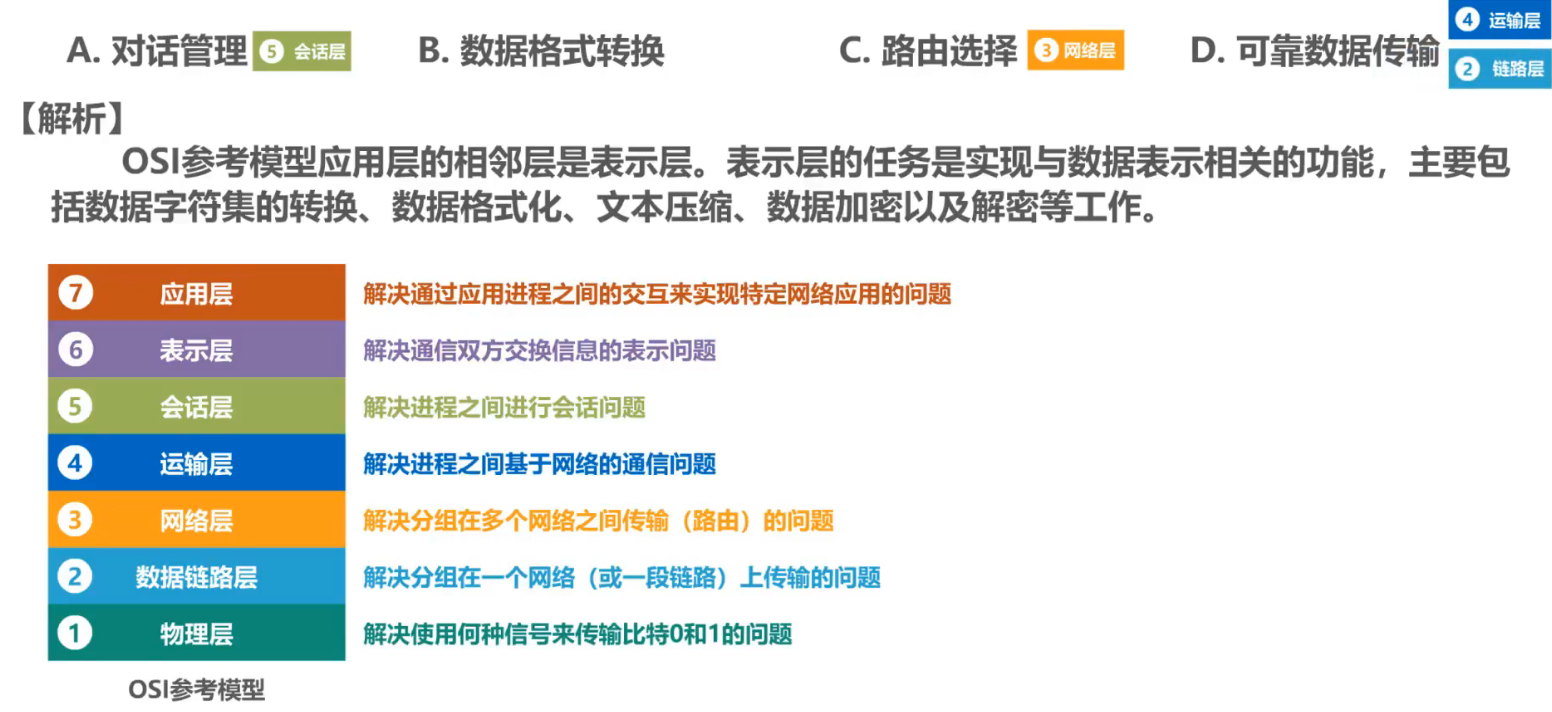 A. 对话管理 ⑤ 会话层 B. 数据格式转换 C. 路由选择 ③ 网络层 D. 可靠数据传输 ④ 运输层
② 链路层
【解析】
OSI参考模型应用层的相邻层是表示层。表示层的任务是实现与数据表示相关的功能，主要包
括数据字符集的转换、数据格式化、文本压缩、数据加密以及解密等工作。
⑦ 应用层 解决通过应用进程之间的交互来实现特定网络应用的问题
⑥ 表示层 解决通信双方交换信息的表示问题
⑤ 会话层 解决进程之间进行会话问题
④ 运输层 解决进程之间基于网络的通信问题
③ 网络层 解决分组在多个网络之间传输（路由）的问题
② 数据链路层 解决分组在一个网络（或一段链路）上传输的问题
① 物理层 解决使用何种信号来传输比特0和1的问题
OSI参考模型